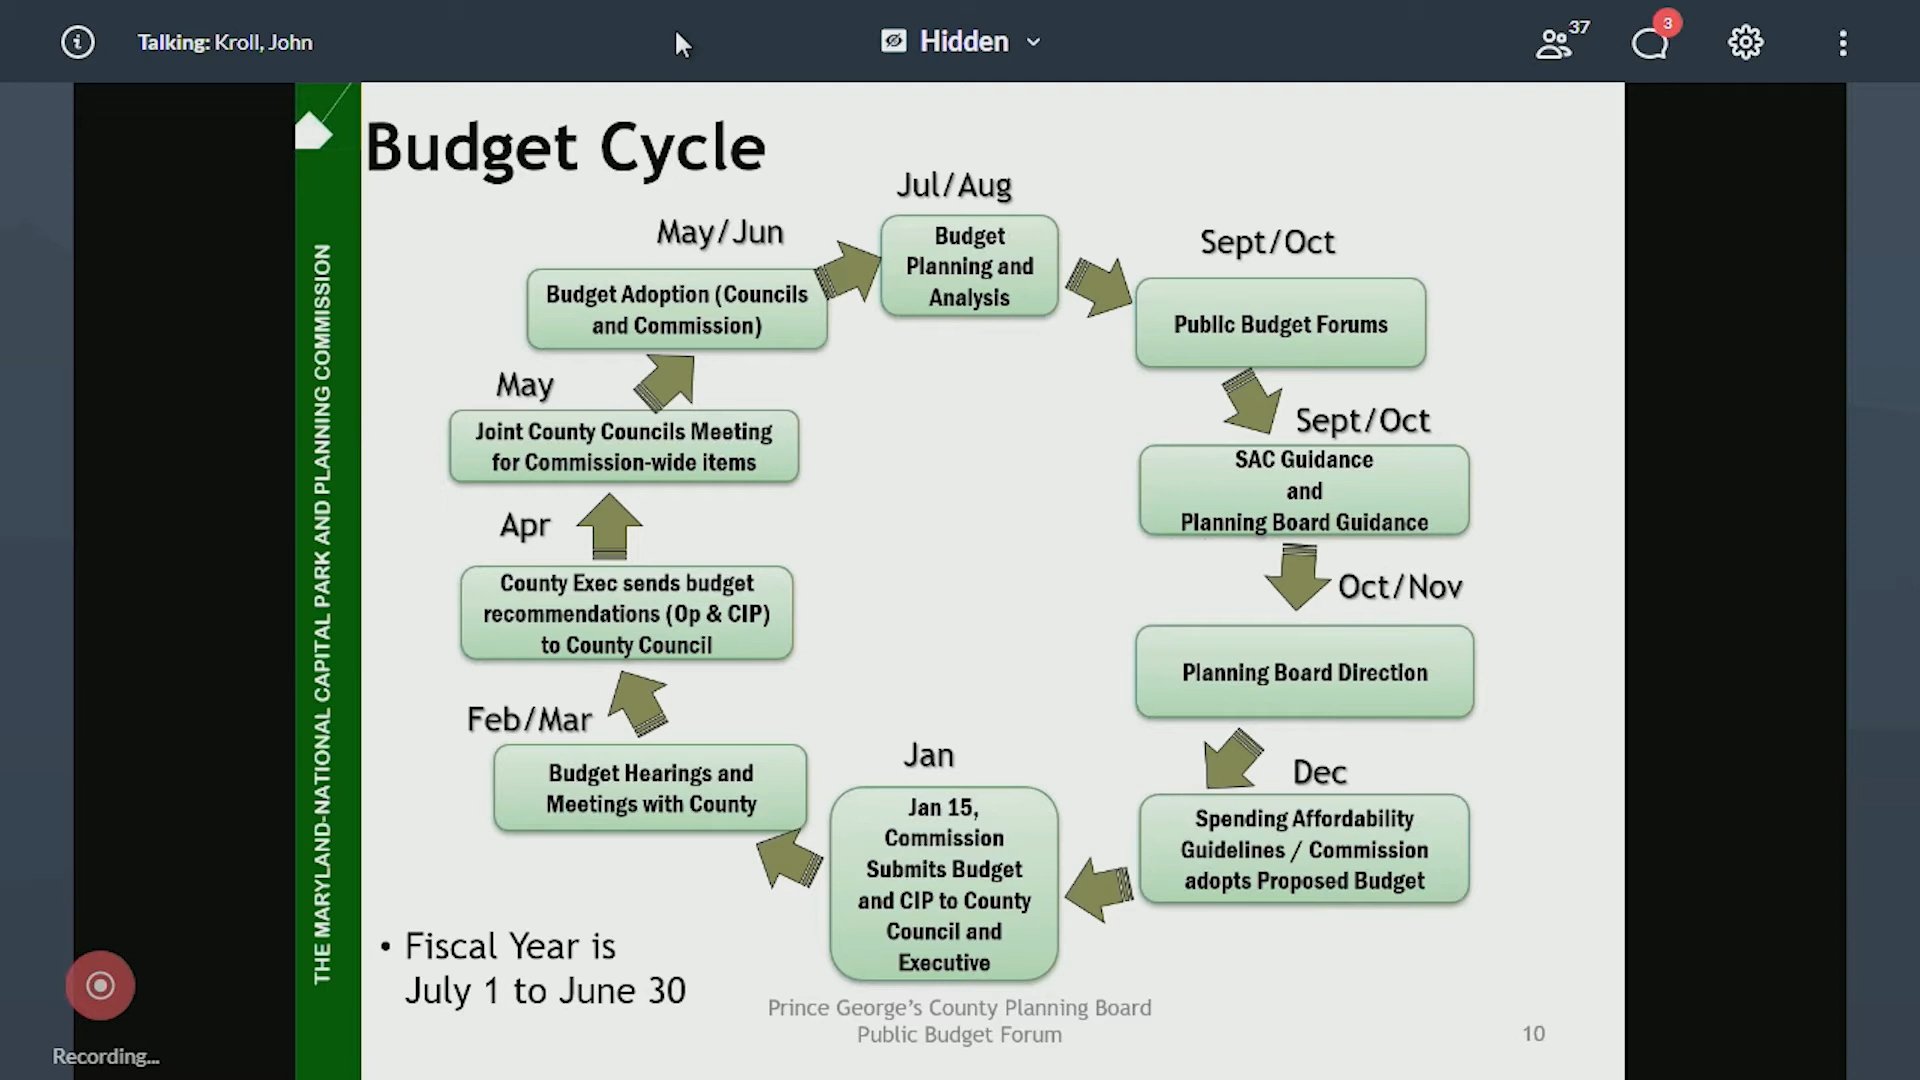 Talking: Kroll, John
Hidden
37
3
THE MARYLAND-NATIONAL CAPITAL PARK AND PLANNING COMMISSION
Budget Cycle
Jul/Aug
Budget
Planning and
Analysis
Sept/Oct
Public Budget Forums
Sept/Oct
SAC Guidance
and
Planning Board Guidance
Oct/Nov
Planning Board Direction
Dec
Spending Affordability
Guidelines / Commission
adopts Proposed Budget
Jan
Jan 15,
Commission
Submits Budget
and CIP to County
Council and
Executive
Feb/Mar
Budget Hearings and
Meetings with County
Apr
County Exec sends budget
recommendations (Op & CIP)
to County Council
May
Joint County Councils Meeting
for Commission-wide items
May/Jun
Budget Adoption (Councils
and Commission)
• Fiscal Year is
July 1 to June 30
Prince George's County Planning Board
Public Budget Forum
10
Recording...